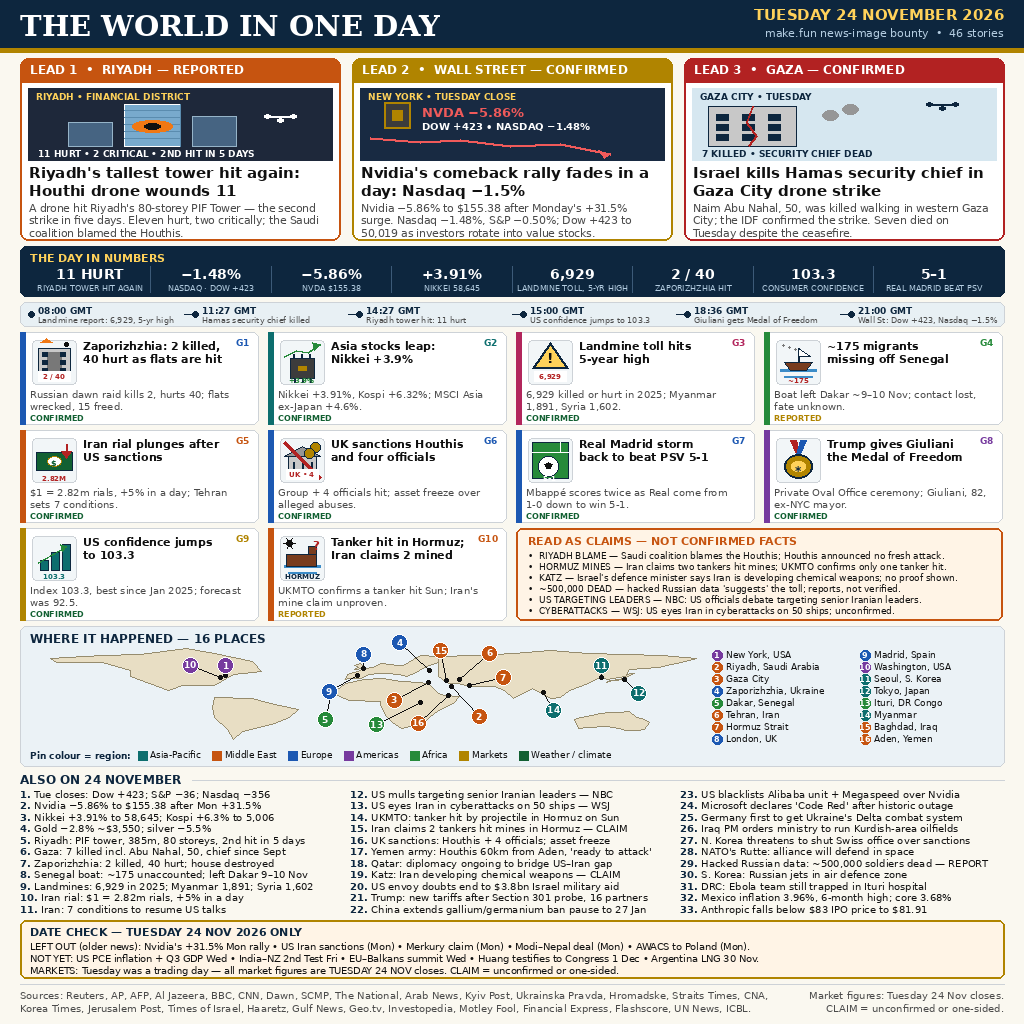 THE WORLD IN ONE DAY
TUESDAY 24 NOVEMBER 2026
make.fun news-image bounty • 46 stories
LEAD 1 • RIYADH — REPORTED
RIYADH • FINANCIAL DISTRICT
11 HURT • 2 CRITICAL • 2ND HIT IN 5 DAYS
Riyadh's tallest tower hit again:
Houthi drone wounds 11
A drone hit Riyadh's 80-storey PIF Tower — the second
strike in five days. Eleven hurt, two critically; the Saudi
coalition blamed the Houthis.
LEAD 2 • WALL STREET — CONFIRMED
NEW YORK • TUESDAY CLOSE
NVDA −5.86%
DOW +423 • NASDAQ −1.48%
Nvidia's comeback rally fades in a
day: Nasdaq −1.5%
Nvidia −5.86% to $155.38 after Monday's +31.5%
surge. Nasdaq −1.48%, S&P −0.50%; Dow +423 to
50,019 as investors rotate into value stocks.
LEAD 3 • GAZA — CONFIRMED
GAZA CITY • TUESDAY
7 KILLED • SECURITY CHIEF DEAD
Israel kills Hamas security chief in
Gaza City drone strike
Naim Abu Nahal, 50, was killed walking in western Gaza
City; the IDF confirmed the strike. Seven died on
Tuesday despite the ceasefire.
THE DAY IN NUMBERS
11 HURT
RIYADH TOWER HIT AGAIN
−1.48%
NASDAQ · DOW +423
−5.86%
NVDA $155.38
+3.91%
NIKKEI 58,645
6,929
LANDMINE TOLL, 5-YR HIGH
2 / 40
ZAPORIZHZHIA HIT
103.3
CONSUMER CONFIDENCE
5–1
REAL MADRID BEAT PSV
08:00 GMT
Landmine report: 6,929, 5-yr high
11:27 GMT
Hamas security chief killed
14:27 GMT
Riyadh tower hit: 11 hurt
15:00 GMT
US confidence jumps to 103.3
18:36 GMT
Giuliani gets Medal of Freedom
21:00 GMT
Wall St: Dow +423, Nasdaq −1.5%
G1
Zaporizhzhia: 2 killed,
40 hurt as flats are hit
2 / 40
Russian dawn raid kills 2, hurts 40; flats
wrecked, 15 freed.
CONFIRMED
G2
Asia stocks leap:
Nikkei +3.9%
Nikkei +3.91%, Kospi +6.32%; MSCI Asia
ex-Japan +4.6%.
CONFIRMED
G3
Landmine toll hits
5-year high
!
6,929
6,929 killed or hurt in 2025; Myanmar
1,891, Syria 1,602.
CONFIRMED
G4
~175 migrants
missing off Senegal
~175
Boat left Dakar ~9–10 Nov; contact lost,
fate unknown.
REPORTED
G5
Iran rial plunges after
US sanctions
$
2.82M
$1 = 2.82m rials, +5% in a day; Tehran
sets 7 conditions.
CONFIRMED
G6
UK sanctions Houthis
and four officials
UK • 4
Group + 4 officials hit; asset freeze over
alleged abuses.
CONFIRMED
G7
Real Madrid storm
back to beat PSV 5-1
Mbappé scores twice as Real come from
1-0 down to win 5-1.
CONFIRMED
G8
Trump gives Giuliani
the Medal of Freedom
Private Oval Office ceremony; Giuliani, 82,
ex-NYC mayor.
CONFIRMED
G9
US confidence jumps
to 103.3
103.3
Index 103.3, best since Jan 2025; forecast
was 92.5.
CONFIRMED
G10
Tanker hit in Hormuz;
Iran claims 2 mined
?
HORMUZ
UKMTO confirms a tanker hit Sun; Iran's
mine claim unproven.
REPORTED
READ AS CLAIMS — NOT CONFIRMED FACTS
• RIYADH BLAME — Saudi coalition blames the Houthis; Houthis announced no fresh attack.
• HORMUZ MINES — Iran claims two tankers hit mines; UKMTO confirms only one tanker hit.
• KATZ — Israel's defence minister says Iran is developing chemical weapons; no proof shown.
• ~500,000 DEAD — hacked Russian data 'suggests' the toll; reports, not verified.
• US TARGETING LEADERS — NBC: US officials debate targeting senior Iranian leaders.
• CYBERATTACKS — WSJ: US eyes Iran in cyberattacks on 50 ships; unconfirmed.
WHERE IT HAPPENED — 16 PLACES
10
1
8
4
15
6
7
9
3
5
13
16
2
14
11
12
1 New York, USA
2 Riyadh, Saudi Arabia
3 Gaza City
4 Zaporizhzhia, Ukraine
5 Dakar, Senegal
6 Tehran, Iran
7 Hormuz Strait
8 London, UK
9 Madrid, Spain
10 Washington, USA
11 Seoul, S. Korea
12 Tokyo, Japan
13 Ituri, DR Congo
14 Myanmar
15 Baghdad, Iraq
16 Aden, Yemen
Pin colour = region: Asia-Pacific Middle East Europe Americas Africa Markets Weather / climate
ALSO ON 24 NOVEMBER
1. Tue closes: Dow +423; S&P −36; Nasdaq −356
2. Nvidia −5.86% to $155.38 after Mon +31.5%
3. Nikkei +3.91% to 58,645; Kospi +6.3% to 5,006
4. Gold −2.8% ~$3,550; silver −5.5%
5. Riyadh: PIF tower, 385m, 80 storeys, 2nd hit in 5 days
6. Gaza: 7 killed incl. Abu Nahal, 50, chief since Sept
7. Zaporizhzhia: 2 killed, 40 hurt; house destroyed
8. Senegal boat: ~175 unaccounted; left Dakar 9–10 Nov
9. Landmines: 6,929 in 2025; Myanmar 1,891; Syria 1,602
10. Iran rial: $1 = 2.82m rials, +5% in a day
11. Iran: 7 conditions to resume US talks
12. US mulls targeting senior Iranian leaders — NBC
13. US eyes Iran in cyberattacks on 50 ships — WSJ
14. UKMTO: tanker hit by projectile in Hormuz on Sun
15. Iran claims 2 tankers hit mines in Hormuz — CLAIM
16. UK sanctions: Houthis + 4 officials; asset freeze
17. Yemen army: Houthis 60km from Aden, 'ready to attack'
18. Qatar: diplomacy ongoing to bridge US–Iran gap
19. Katz: Iran developing chemical weapons — CLAIM
20. US envoy doubts end to $3.8bn Israel military aid
21. Trump: new tariffs after Section 301 probe, 16 partners
22. China extends gallium/germanium ban pause to 27 Jan
23. US blacklists Alibaba unit + Megaspeed over Nvidia
24. Microsoft declares 'Code Red' after historic outage
25. Germany first to get Ukraine's Delta combat system
26. Iraq PM orders ministry to run Kurdish-area oilfields
27. N. Korea threatens to shut Swiss office over sanctions
28. NATO's Rutte: alliance will defend in space
29. Hacked Russian data: ~500,000 soldiers dead — REPORT
30. S. Korea: Russian jets in air defence zone
31. DRC: Ebola team still trapped in Ituri hospital
32. Mexico inflation 3.96%, 6-month high; core 3.68%
33. Anthropic falls below $83 IPO price to $81.91
DATE CHECK — TUESDAY 24 NOV 2026 ONLY
LEFT OUT (older news): Nvidia's +31.5% Mon rally • US Iran sanctions (Mon) • Merkury claim (Mon) • Modi–Nepal deal (Mon) • AWACS to Poland (Mon).
NOT YET: US PCE inflation + Q3 GDP Wed • India–NZ 2nd Test Fri • EU–Balkans summit Wed • Huang testifies to Congress 1 Dec • Argentina LNG 30 Nov.
MARKETS: Tuesday was a trading day — all market figures are TUESDAY 24 NOV closes. CLAIM = unconfirmed or one-sided.
Sources: Reuters, AP, AFP, Al Jazeera, BBC, CNN, Dawn, SCMP, The National, Arab News, Kyiv Post, Ukrainska Pravda, Hromadske, Straits Times, CNA,
Korea Times, Jerusalem Post, Times of Israel, Haaretz, Gulf News, Geo.tv, Investopedia, Motley Fool, Financial Express, Flashscore, UN News, ICBL.
Market figures: Tuesday 24 Nov closes.
CLAIM = unconfirmed or one-sided.